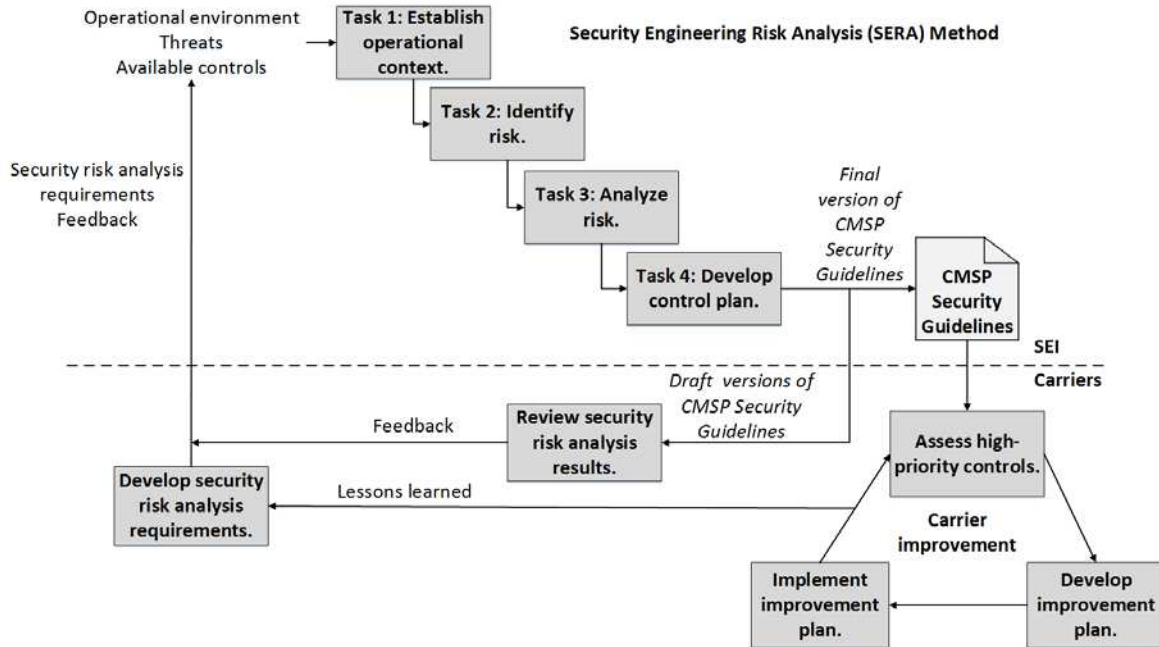 Security Engineering Risk Analysis (SERA) Method
Operational environment
Threats
Available controls
Task 1: Establish
operational
context.
Task 2: Identify
risk.
Task 3: Analyze
risk.
Task 4: Develop
control plan.
Final
version of
CMSP
Security
Guidelines
CMSP
Security
Guidelines
Security risk analysis
requirements
Feedback
SEI
Carriers
Draft versions of
CMSP Security
Guidelines
Review security
risk analysis
results.
Feedback
Develop security
risk analysis
requirements.
Lessons learned
Assess high-
priority controls.
Carrier
improvement
Implement
improvement
plan.
Develop
improvement
plan.